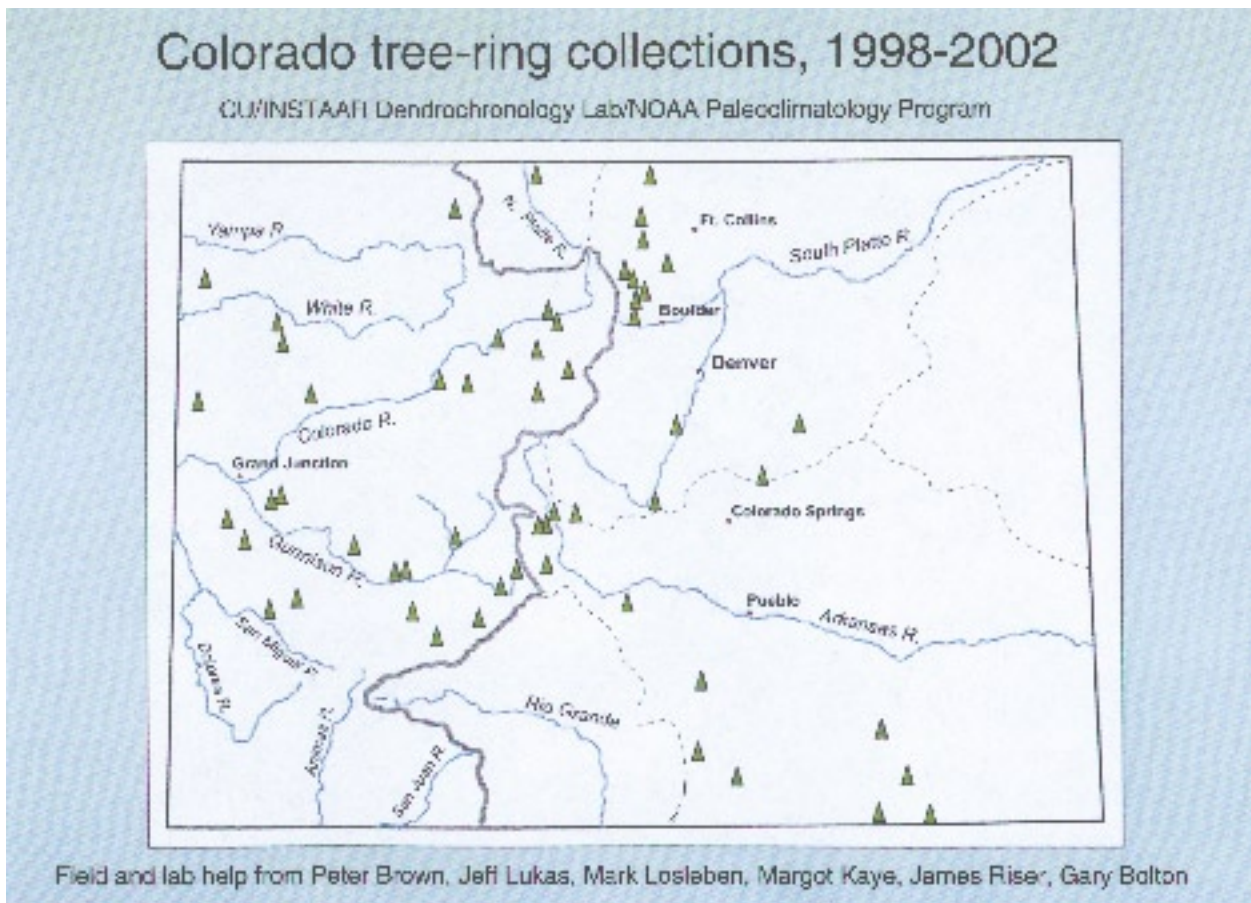 Colorado tree-ring collections, 1998-2002
CU/INSTAAR Dendrochronology Lab/NOAA Paleoclimatology Program
N. Platte R.
Ft. Collins
Yampa R.
South Platte R.
White R.
Boulder
Denver
Colorado R.
Grand Junction
Colorado Springs
Gunnison R.
Pueblo
Arkansas R.
San Miguel R.
Dolores R.
Rio Grande
Animas R.
San Juan R.
Field and lab help from Peter Brown, Jeff Lukas, Mark Losleben, Margot Kaye, James Riser, Gary Bolton